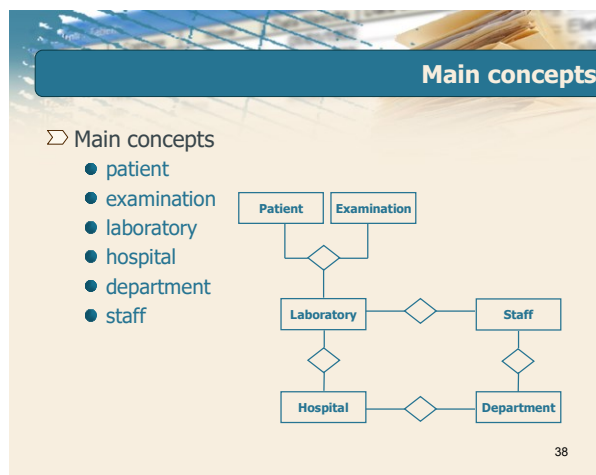 Main concepts
Main concepts
patient
examination
laboratory
hospital
department
staff
Patient
Examination
Laboratory
Staff
Hospital
Department
38